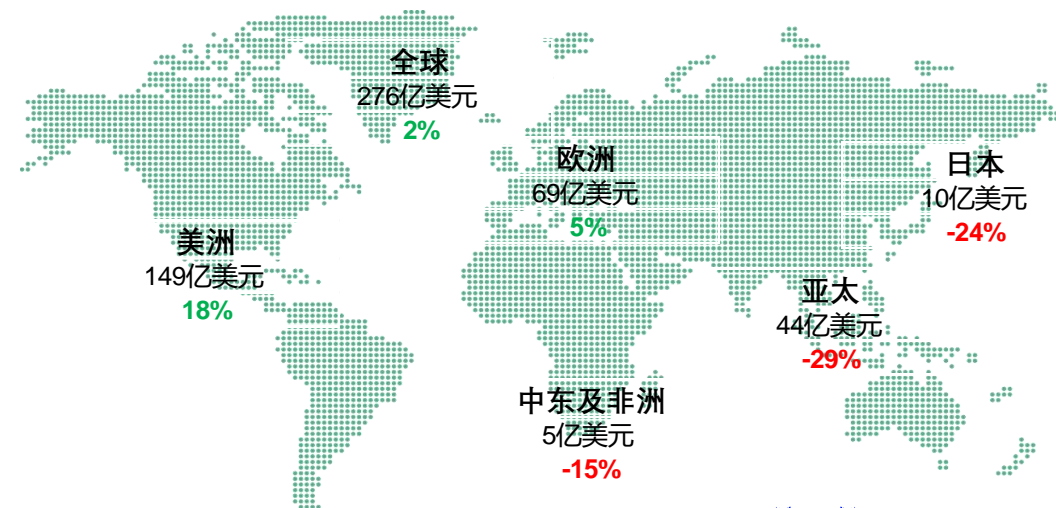 全球
276亿美元
2%
欧洲
69亿美元
5%
日本
10亿美元
-24%
美洲
149亿美元
18%
亚太
44亿美元
-29%
中东及非洲
5亿美元
-15%